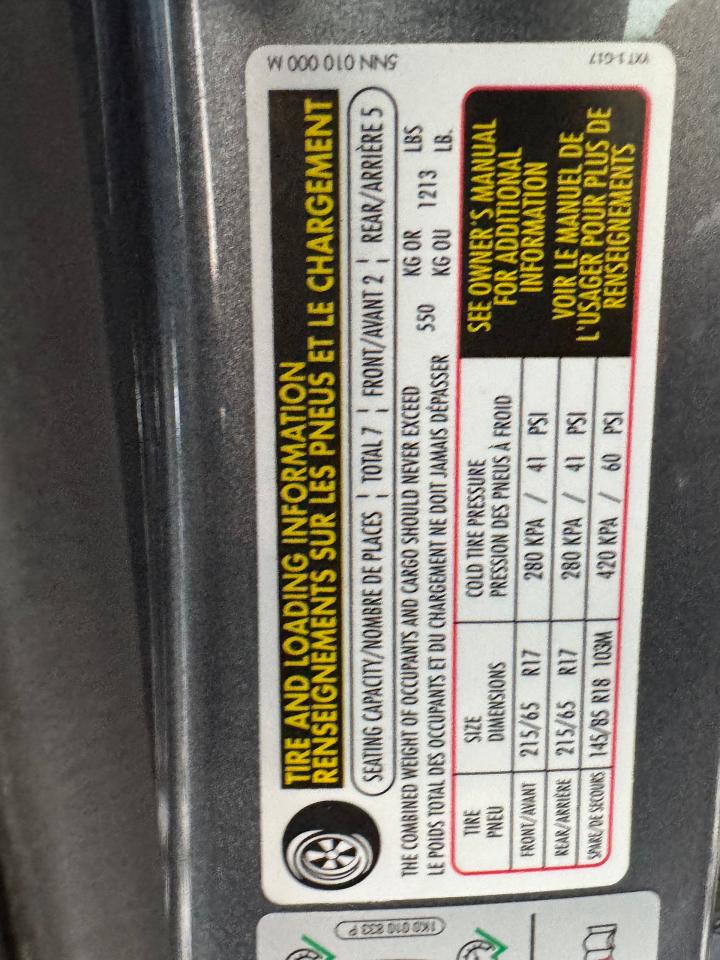 5NN 010 000 M
YXT1-G17
TIRE AND LOADING INFORMATION
RENSEIGNEMENTS SUR LES PNEUS ET LE CHARGEMENT
SEATING CAPACITY/NOMBRE DE PLACES ¦ TOTAL 7 ¦ FRONT/AVANT 2 ¦ REAR/ARRIÈRE 5
THE COMBINED WEIGHT OF OCCUPANTS AND CARGO SHOULD NEVER EXCEED 550 KG OR 1213 LBS
LE POIDS TOTAL DES OCCUPANTS ET DU CHARGEMENT NE DOIT JAMAIS DÉPASSER KG OU LB.
TIRE SIZE COLD TIRE PRESSURE
PNEU DIMENSIONS PRESSION DES PNEUS À FROID
FRONT/AVANT 215/65 R17 280 KPA / 41 PSI
REAR/ARRIÈRE 215/65 R17 280 KPA / 41 PSI
SPARE/DE SECOURS 145/85 R18 103M 420 KPA / 60 PSI
SEE OWNER'S MANUAL
FOR ADDITIONAL
INFORMATION
VOIR LE MANUEL DE
L'USAGER POUR PLUS DE
RENSEIGNEMENTS
1K0 010 833 P